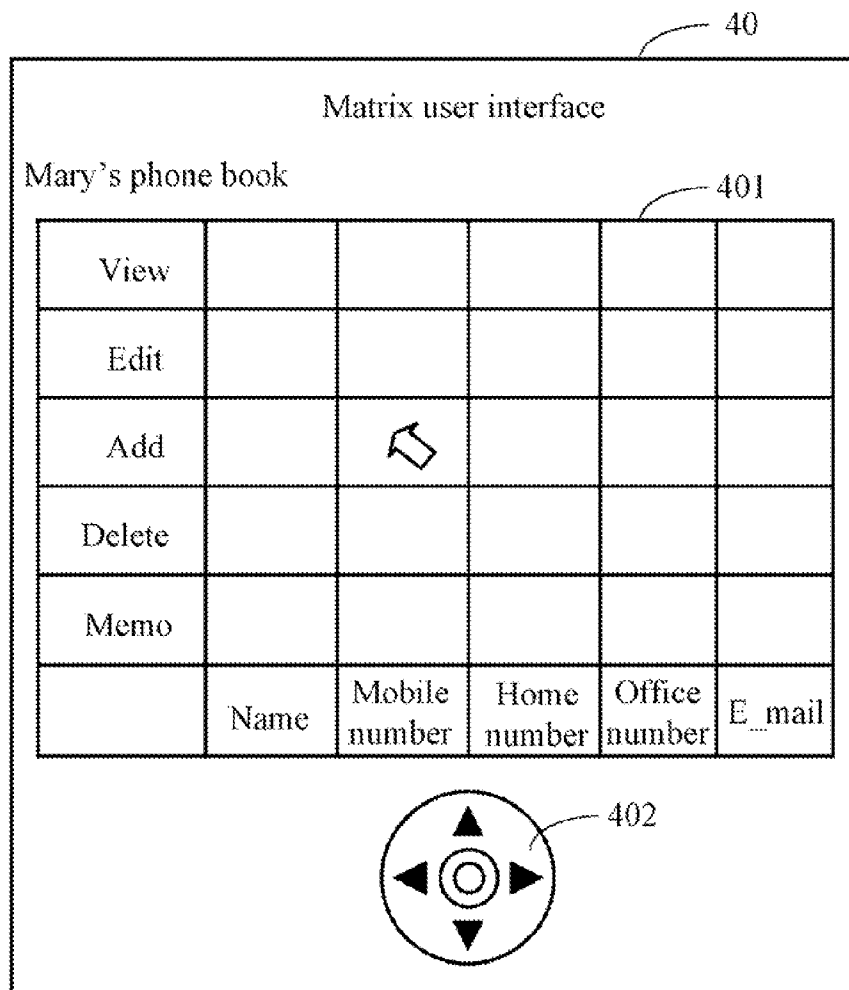 40
Matrix user interface
Mary's phone book
401
View
Edit
Add
Delete
Memo
Name
Mobile
number
Home
number
Office
number
E_mail
402